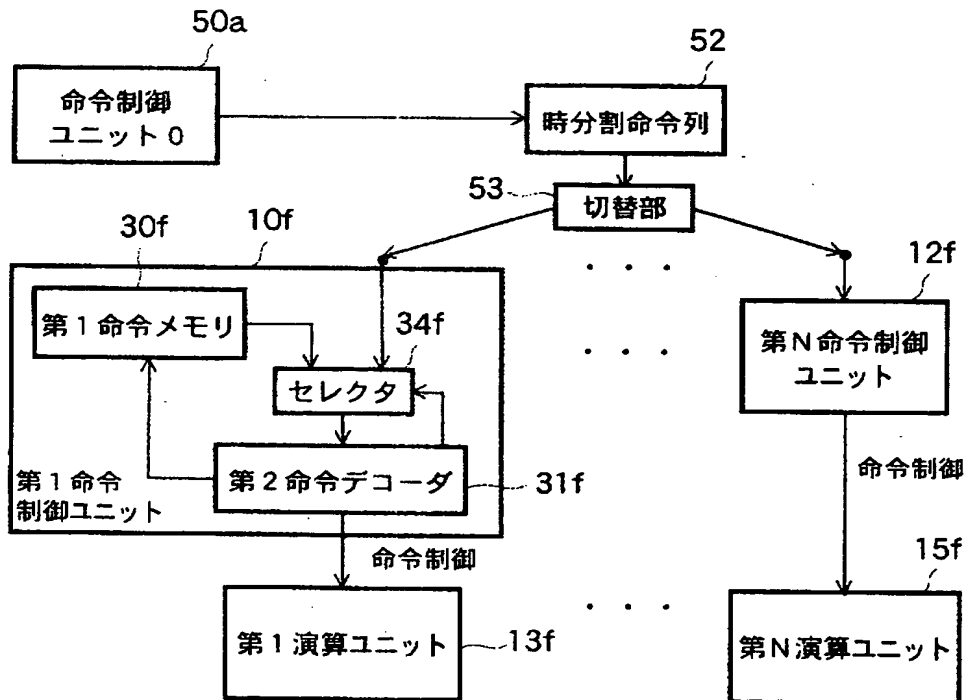 50a
命令制御
ユニット0
52
時分割命令列
53
切替部
30f
10f
12f
第1命令メモリ
34f
セレクタ
第N命令制御
ユニット
第2命令デコーダ
31f
第1命令
制御ユニット
命令制御
命令制御
15f
第1演算ユニット
13f
第N演算ユニット